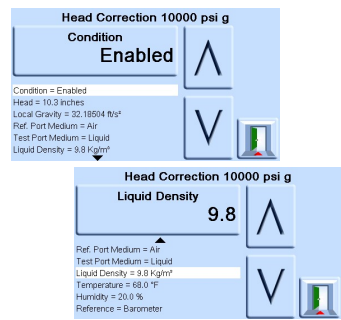 Head Correction 10000 psi g
Condition
Enabled
Condition = Enabled
Head = 10.3 inches
Local Gravity = 32.18504 ft/s²
Ref. Port Medium = Air
Test Port Medium = Liquid
Liquid Density = 9.8 Kg/m³
Head Correction 10000 psi g
Liquid Density
9.8
Ref. Port Medium = Air
Test Port Medium = Liquid
Liquid Density = 9.8 Kg/m³
Temperature = 68.0 °F
Humidity = 20.0 %
Reference = Barometer